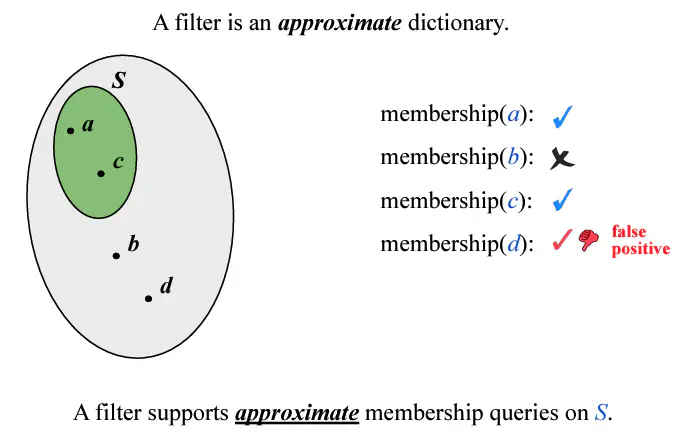 A filter is an approximate dictionary.
S
a
c
b
d
membership(a):
membership(b):
membership(c):
membership(d):
false
positive
A filter supports approximate membership queries on S.